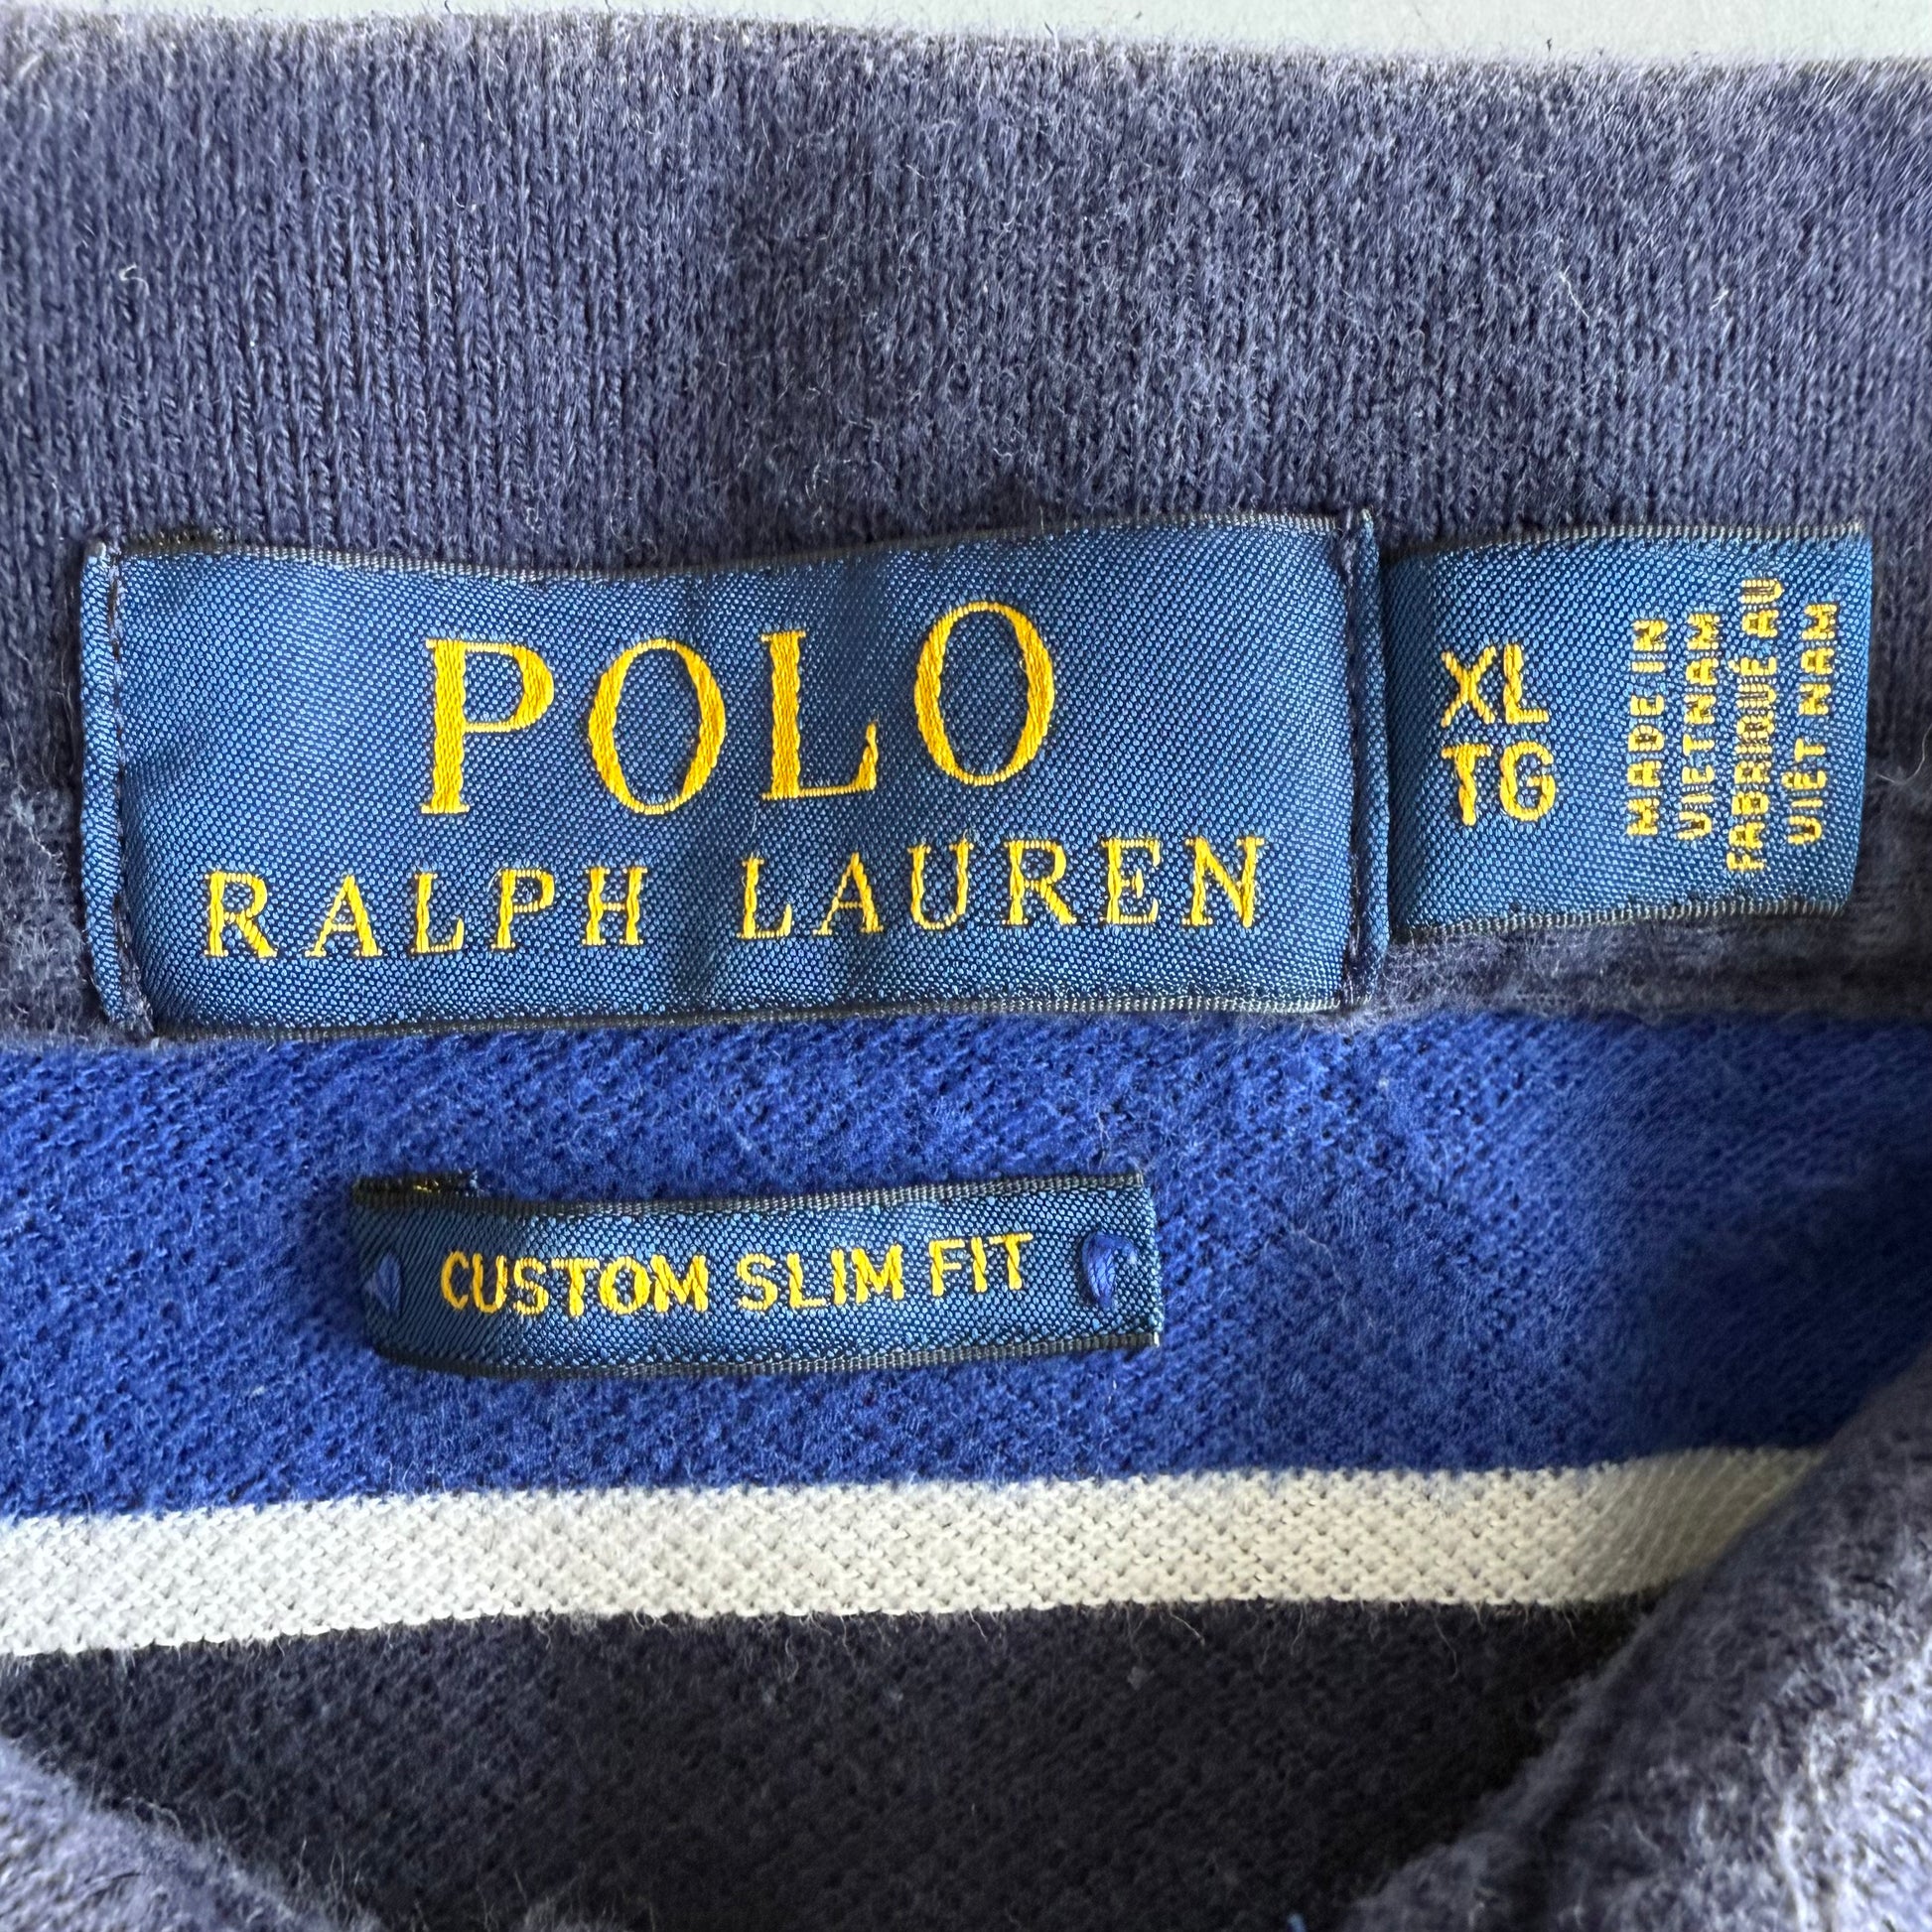 POLO
RALPH LAUREN
XL
TG
MADE IN
VIETNAM
FABRIQUÉ AU
VIÊT NAM
CUSTOM SLIM FIT